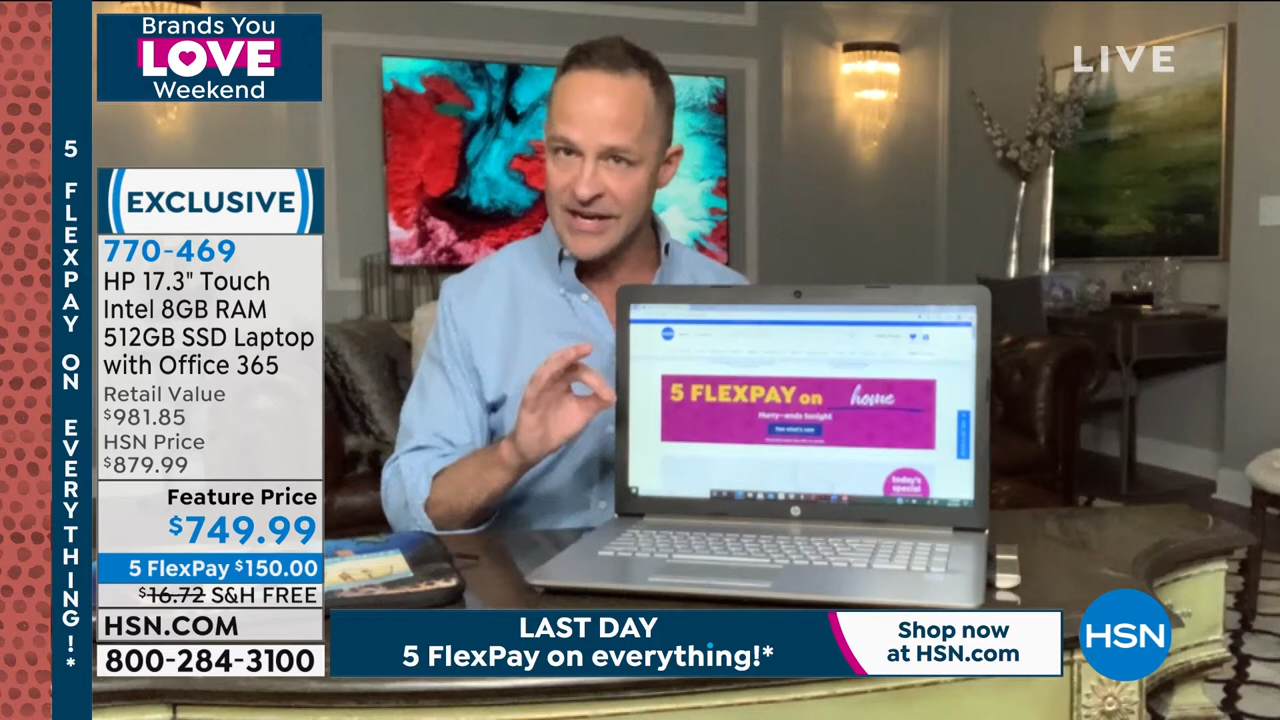 5 FLEXPAY ON EVERYTHING!*
Brands You
LOVE
Weekend
EXCLUSIVE
770-469
HP 17.3" Touch
Intel 8GB RAM
512GB SSD Laptop
with Office 365
Retail Value
$981.85
HSN Price
$879.99
Feature Price
$749.99
5 FlexPay $150.00
$16.72 S&H FREE
HSN.COM
800-284-3100
LIVE
5 FLEXPAY on home
Hurry—ends tonight
today's
special
hp
LAST DAY
5 FlexPay on everything!*
Shop now
at HSN.com
HSN